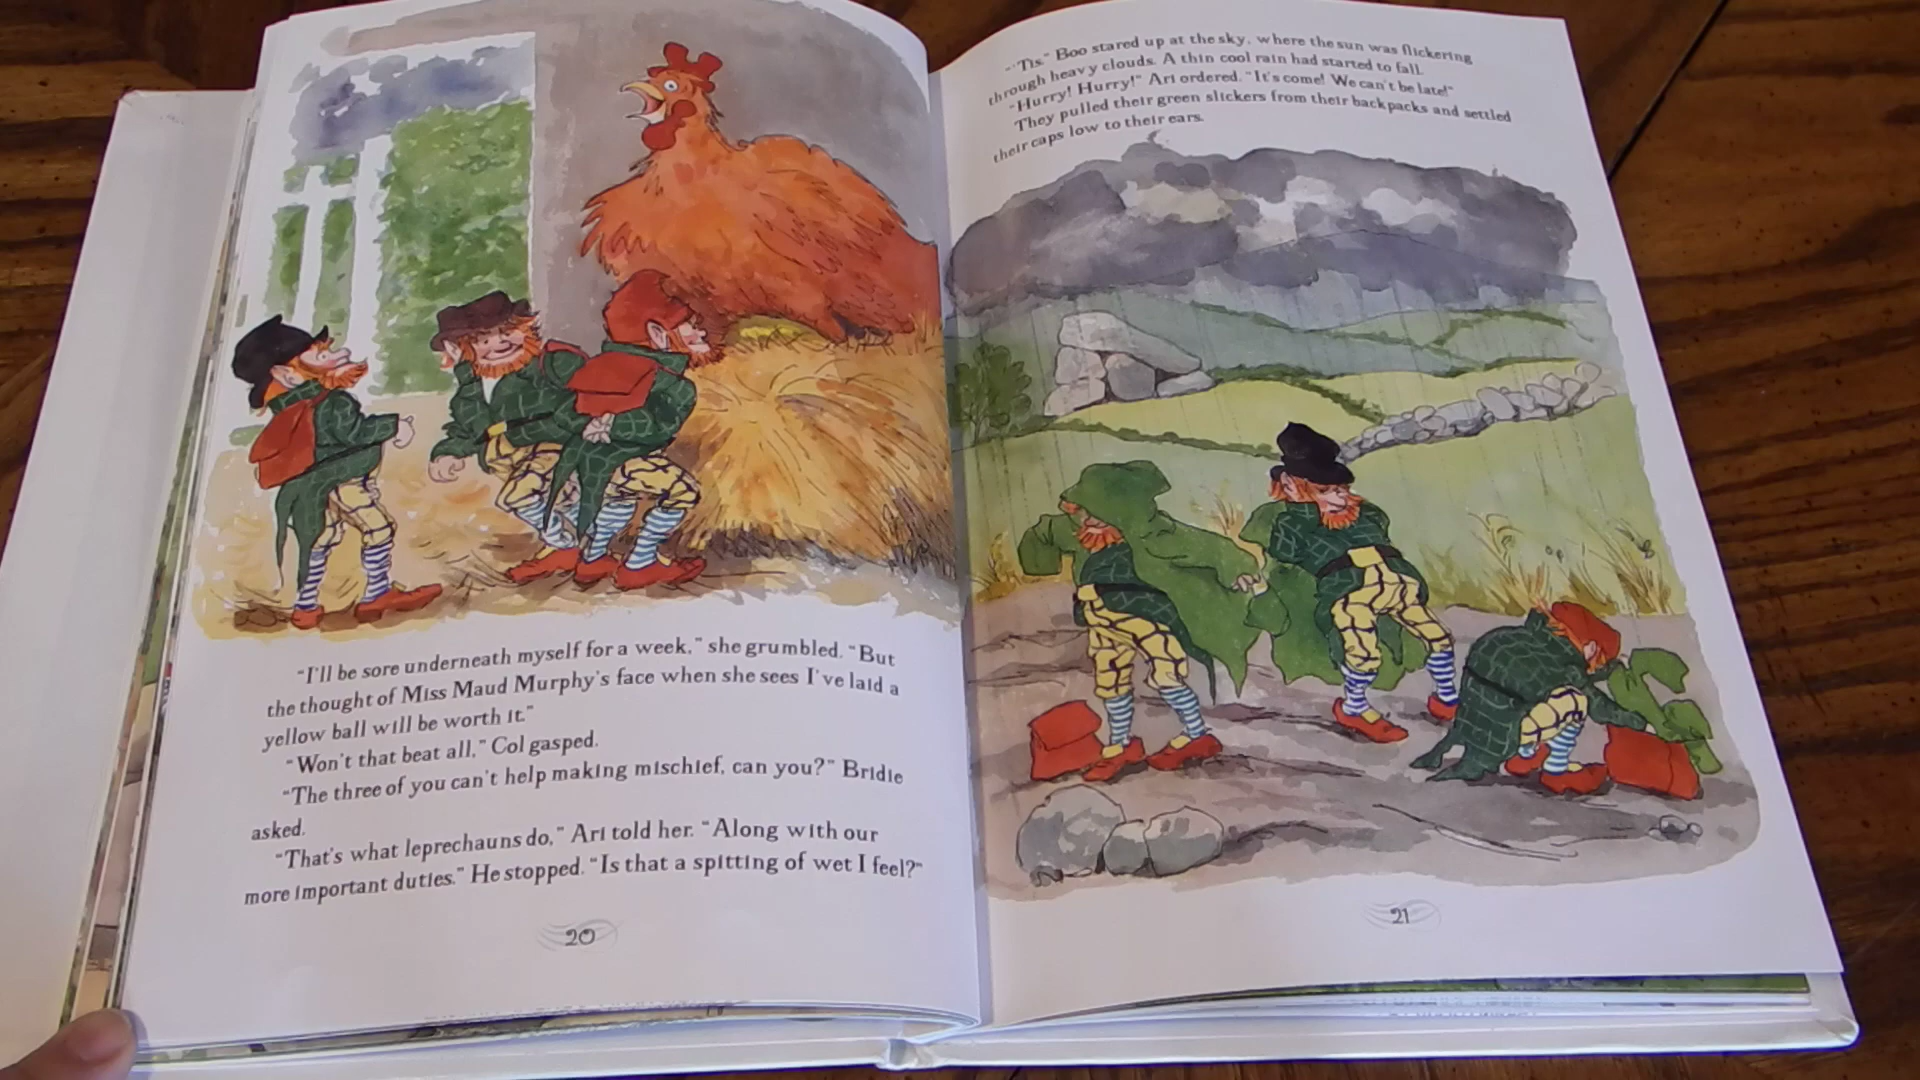 "I'll be sore underneath myself for a week," she grumbled. "But
the thought of Miss Maud Murphy's face when she sees I've laid a
yellow ball will be worth it."
"Won't that beat all," Col gasped.
"The three of you can't help making mischief, can you?" Bridie
asked.
"That's what leprechauns do," Ari told her. "Along with our
more important duties." He stopped. "Is that a spitting of wet I feel?"
20
"'Tis." Boo stared up at the sky, where the sun was flickering
through heavy clouds. A thin cool rain had started to fall.
"Hurry! Hurry!" Ari ordered. "It's come! We can't be late!"
They pulled their green slickers from their backpacks and settled
their caps low to their ears.
21